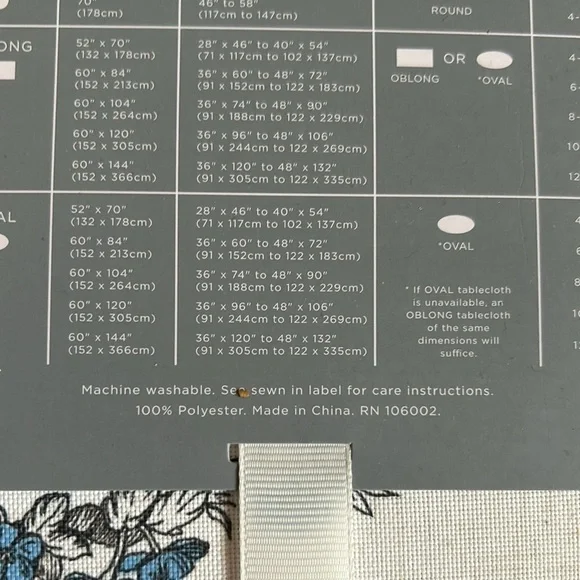 70"
(178cm)
46" to 58"
(117cm to 147cm)
ROUND
4-
ONG
52" x 70"
(132 x 178cm)
28" x 46" to 40" x 54"
(71 x 117cm to 102 x 137cm)
60" x 84"
(152 x 213cm)
36" x 60" to 48" x 72"
(91 x 152cm to 122 x 183cm)
60" x 104"
(152 x 264cm)
36" x 74" to 48" x 90"
(91 x 188cm to 122 x 229cm)
60" x 120"
(152 x 305cm)
36" x 96" to 48" x 106"
(91 x 244cm to 122 x 269cm)
60" x 144"
(152 x 366cm)
36" x 120" to 48" x 132"
(91 x 305cm to 122 x 335cm)
OR
OBLONG
*OVAL
4-
6-
8-
10
12
AL
52" x 70"
(132 x 178cm)
28" x 46" to 40" x 54"
(71 x 117cm to 102 x 137cm)
60" x 84"
(152 x 213cm)
36" x 60" to 48" x 72"
(91 x 152cm to 122 x 183cm)
60" x 104"
(152 x 264cm)
36" x 74" to 48" x 90"
(91 x 188cm to 122 x 229cm)
60" x 120"
(152 x 305cm)
36" x 96" to 48" x 106"
(91 x 244cm to 122 x 269cm)
60" x 144"
(152 x 366cm)
36" x 120" to 48" x 132"
(91 x 305cm to 122 x 335cm)
*OVAL
* If OVAL tablecloth
is unavailable, an
OBLONG tablecloth
of the same
dimensions will
suffice.
Machine washable. See sewn in label for care instructions.
100% Polyester. Made in China. RN 106002.